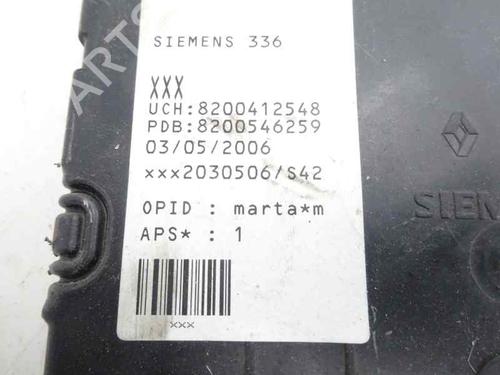 SIEMENS 336
XXX
UCH:8200412548
PDB:8200546259
03/05/2006
xxx2030506/S42
OPID : marta*m
APS* : 1
xxx
SIEM